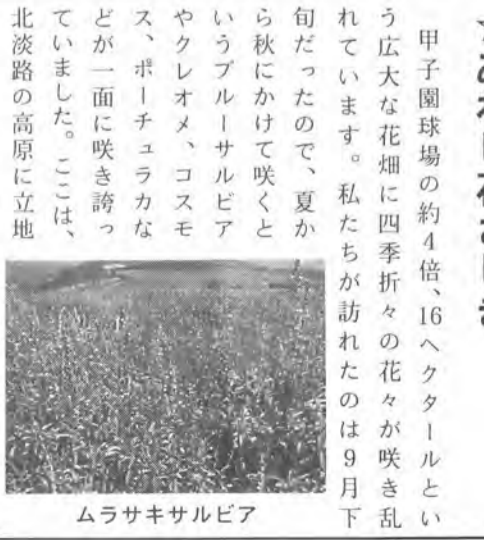 甲子園球場の約4倍、16ヘクタールとい
う広大な花畑に四季折々の花々が咲き乱
れています。私たちが訪れたのは9月下
旬だったので、夏か
ら秋にかけて咲くと
いうブルーサルビア
やクレオメ、コスモ
ス、ポーチュラカな
どが一面に咲き誇っ
ていました。ここは、
北淡路の高原に立地
ムラサキサルビア